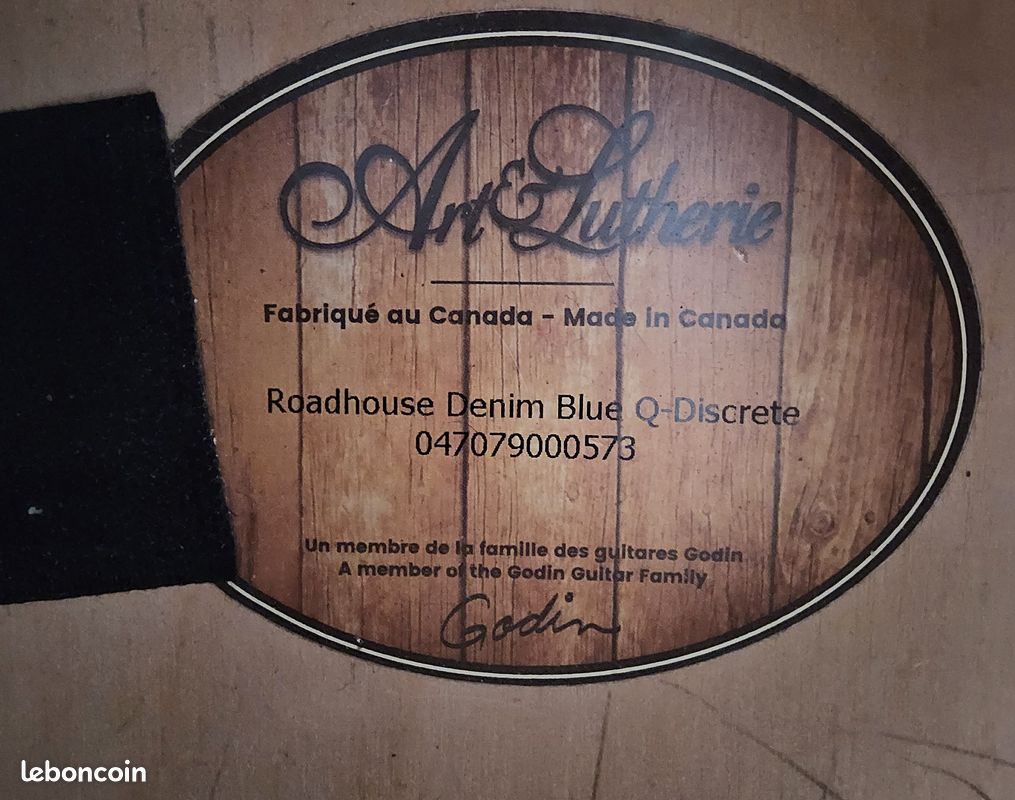 Art & Lutherie
Fabriqué au Canada - Made in Canada
Roadhouse Denim Blue Q-Discrete
047079000573
Un membre de la famille des guitares Godin
A member of the Godin Guitar Family
Godin
leboncoin